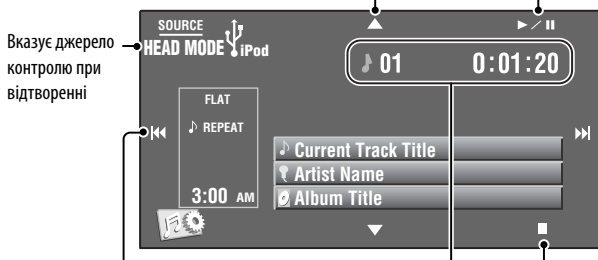 Вказує джерело
контролю при
відтворенні
SOURCE
HEAD MODE iPod
01 0:01:20
FLAT
REPEAT
Current Track Title
Artist Name
Album Title
3:00 AM